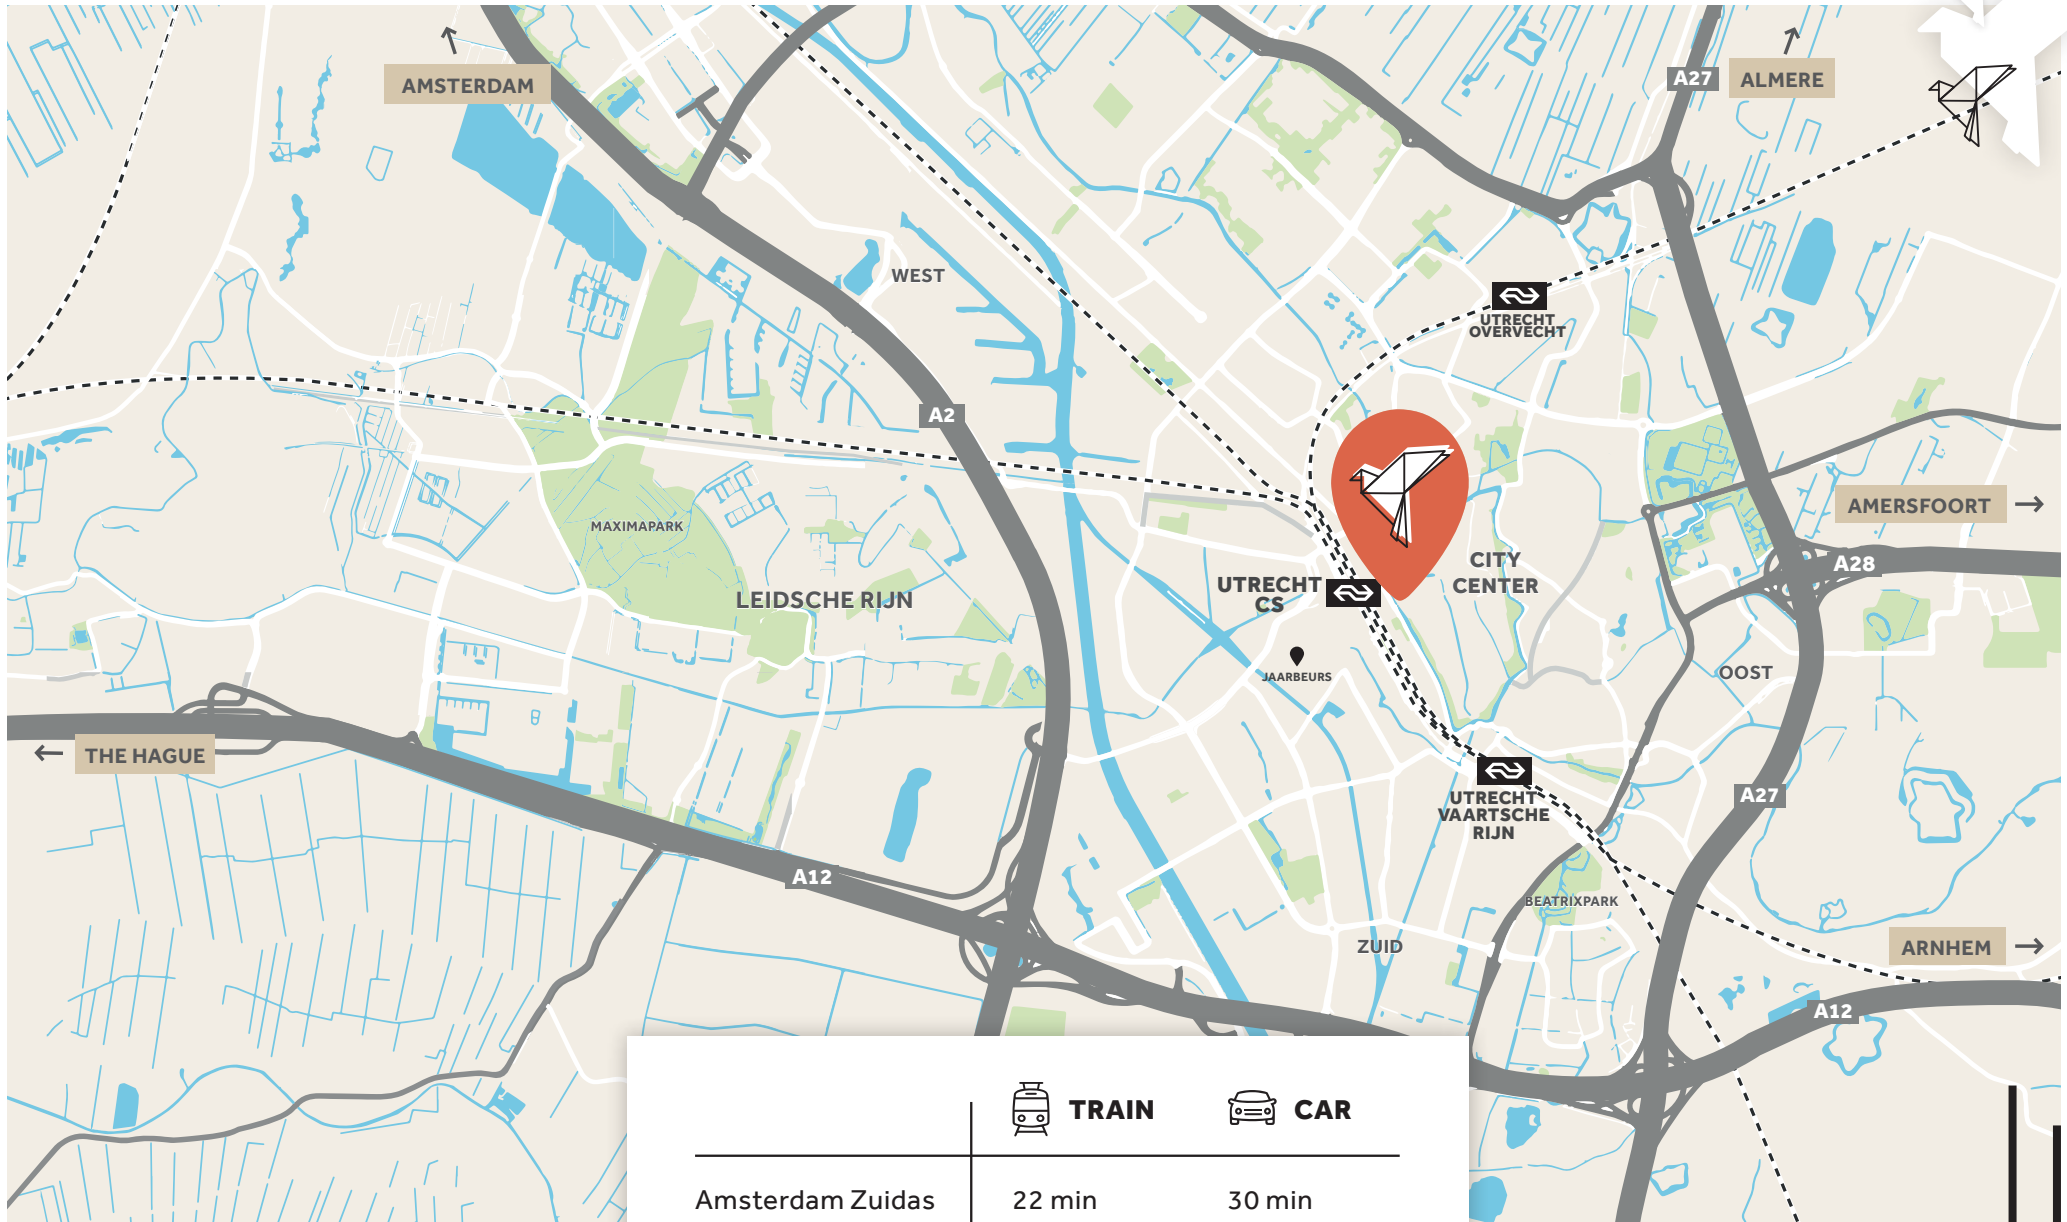 AMSTERDAM
A27
ALMERE
WEST
UTRECHT
OVERVECHT
A2
AMERSFOORT
MAXIMAPARK
CITY
CENTER
A28
UTRECHT
CS
LEIDSCHE RIJN
JAARBEURS
OOST
THE HAGUE
UTRECHT
VAARTSCHE
RIJN
A27
A12
BEATRIXPARK
ZUID
ARNHEM
A12
TRAIN
CAR
Amsterdam Zuidas
22 min
30 min